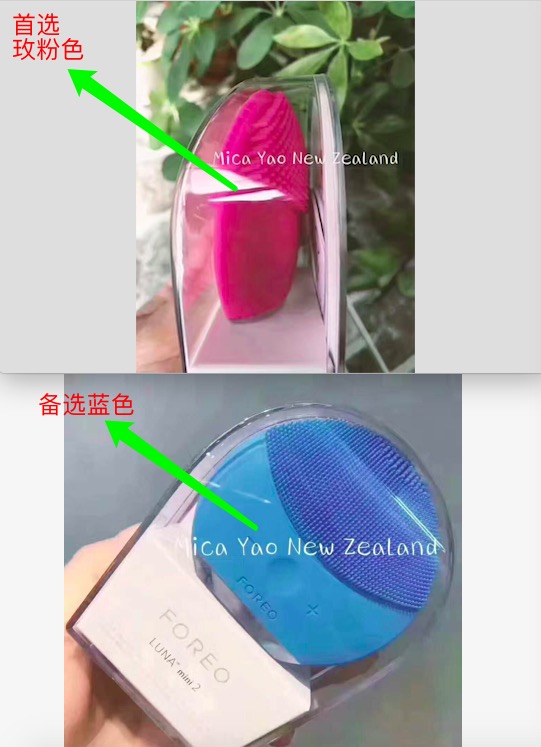 首选
玫粉色
Mica Yao New Zealand
备选蓝色
Mica Yao New Zealand
FOREO
FOREO
LUNA™ mini 2